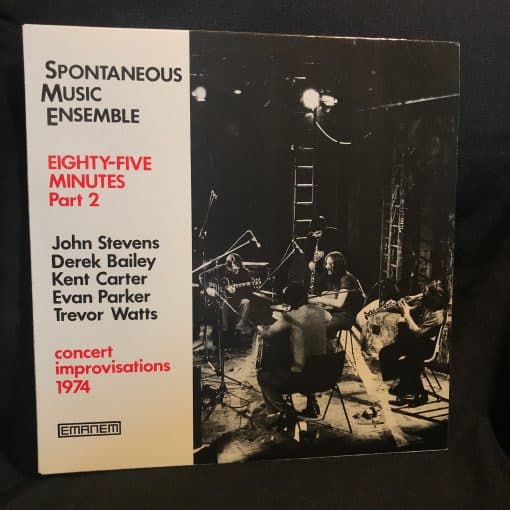 SPONTANEOUS
MUSIC
ENSEMBLE
EIGHTY-FIVE
MINUTES
Part 2
John Stevens
Derek Bailey
Kent Carter
Evan Parker
Trevor Watts
concert
improvisations
1974
EMANEM